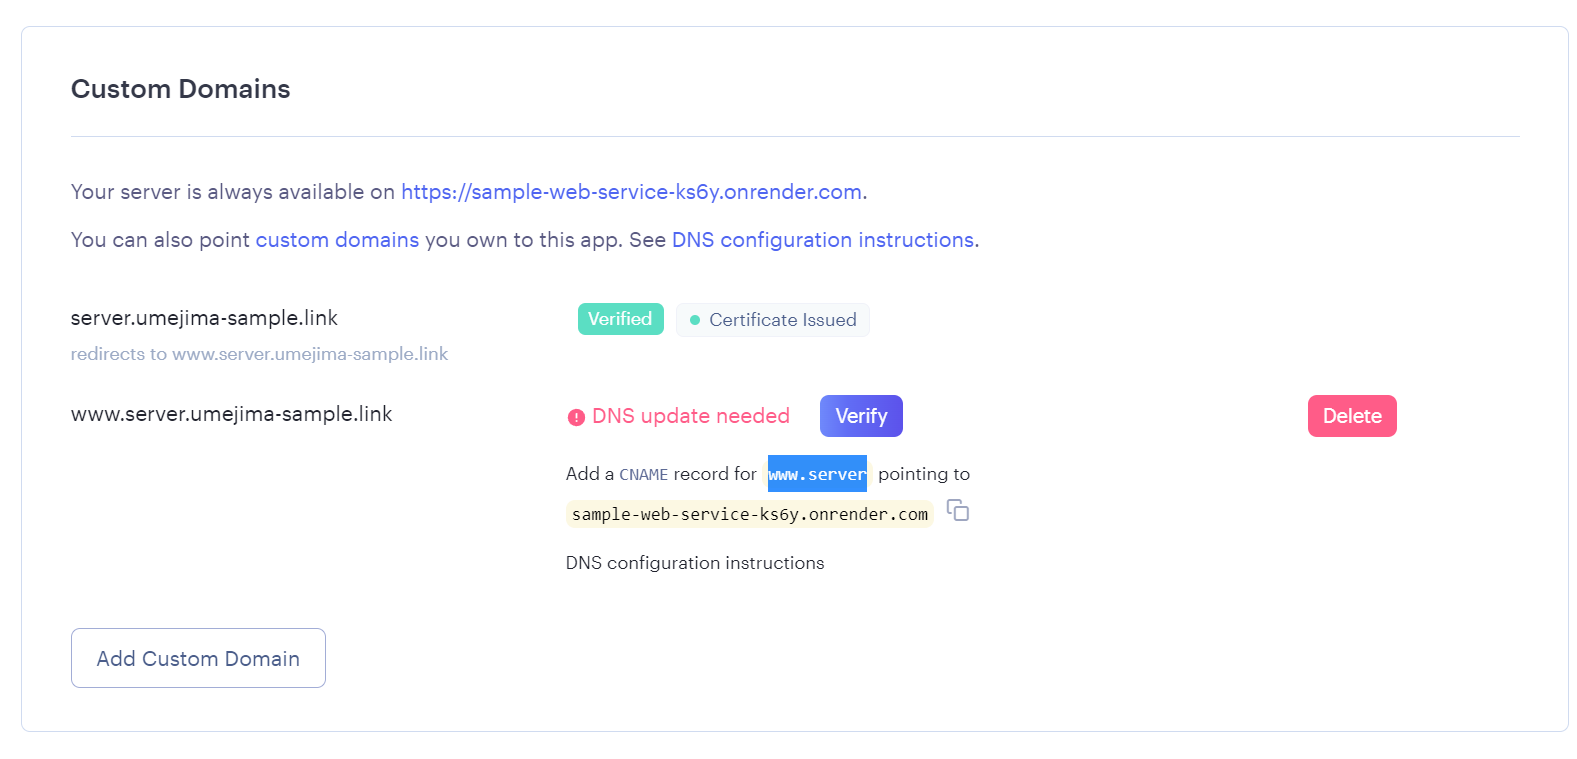 Custom Domains
Your server is always available on https://sample-web-service-ks6y.onrender.com.
You can also point custom domains you own to this app. See DNS configuration instructions.
server.umejima-sample.link Verified Certificate Issued
redirects to www.server.umejima-sample.link
www.server.umejima-sample.link DNS update needed Verify Delete
Add a CNAME record for www.server pointing to
sample-web-service-ks6y.onrender.com
DNS configuration instructions
Add Custom Domain